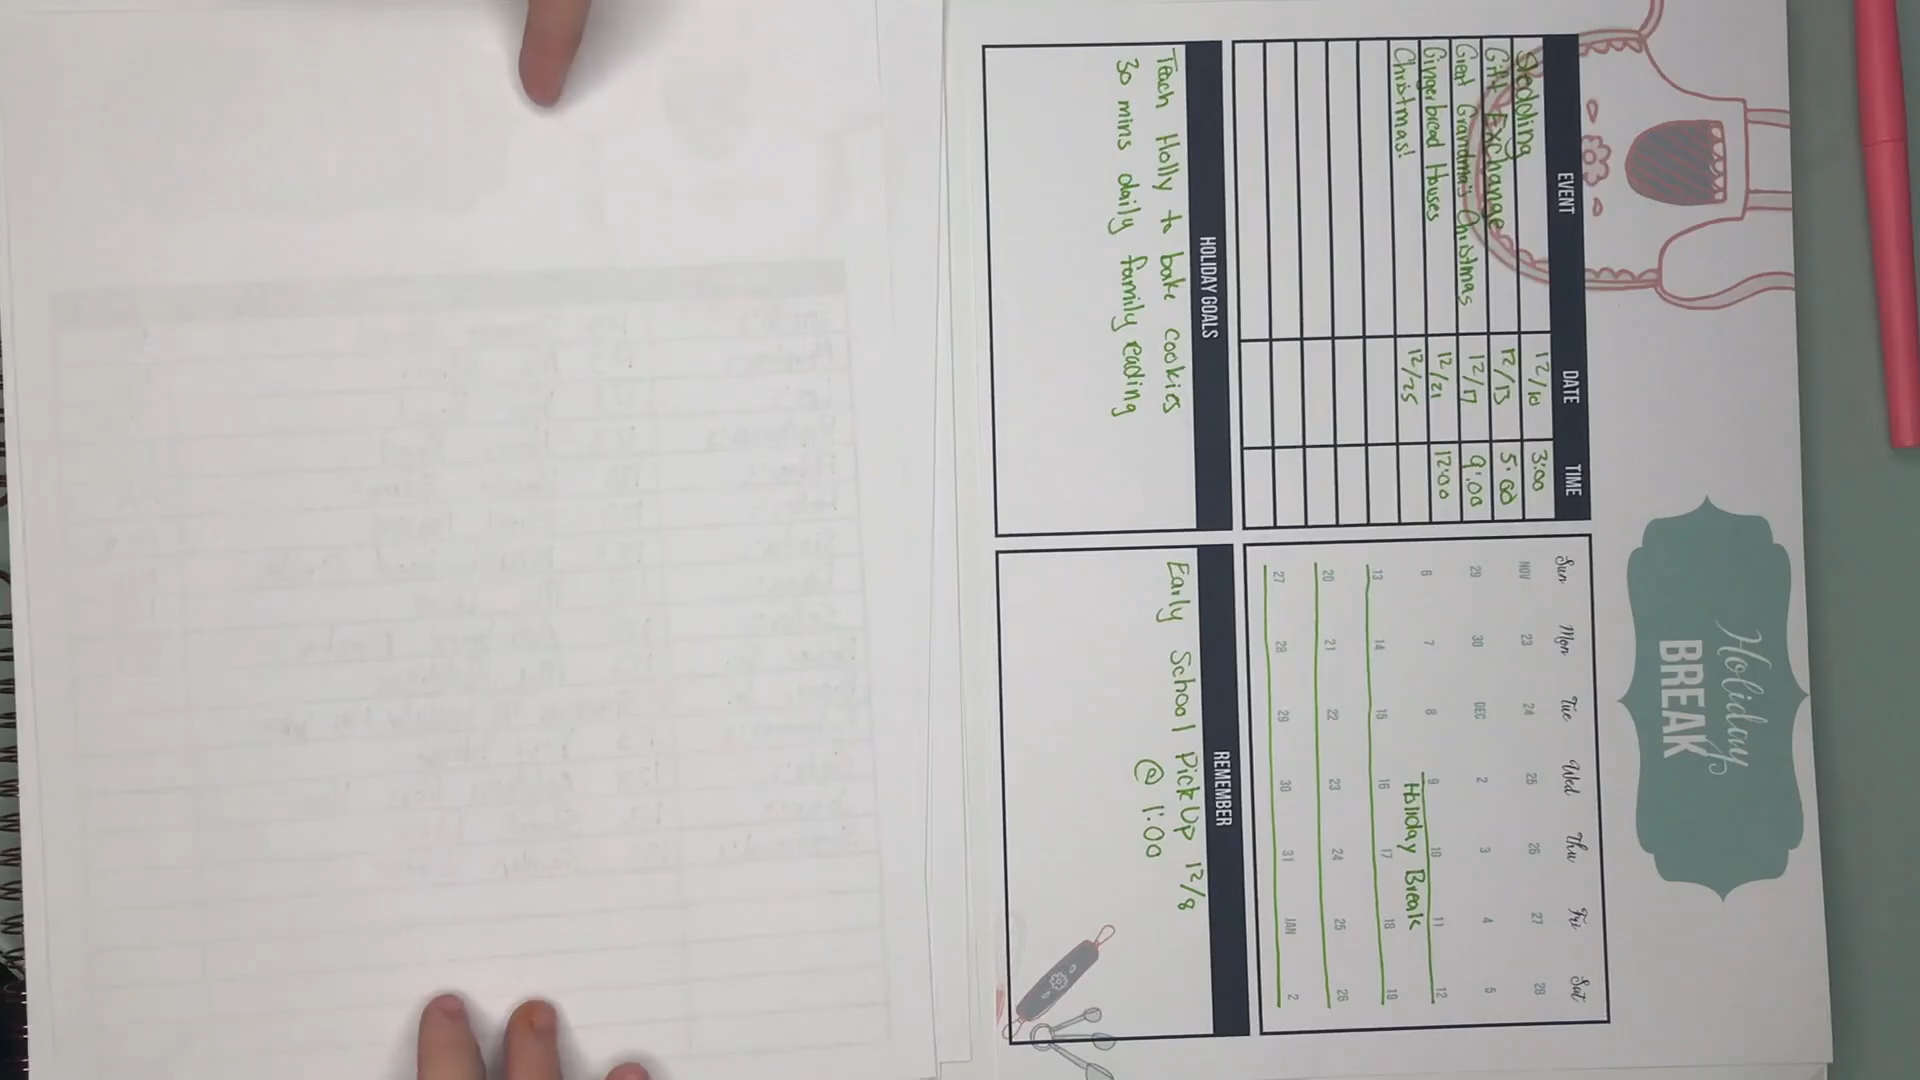 Holiday
BREAK
EVENT DATE TIME
Sledding 12/10 3:00
Gift Exchange 12/13 5:00
Great Grandma's Christmas 12/17 9:00
Gingerbread Houses 12/21 12:00
Christmas! 12/25
Sun Mon Tue Wed Thu Fri Sat
NOV 23 24 25 26 27 28
29 30 DEC 2 3 4 5
6 7 8 9 10 11 12
Holiday Break
13 14 15 16 17 18 19
20 21 22 23 24 25 26
27 28 29 30 31 JAN 2
HOLIDAY GOALS
Teach Holly to bake cookies
30 mins daily family eading
REMEMBER
Early School PickUp 12/8
@ 1:00